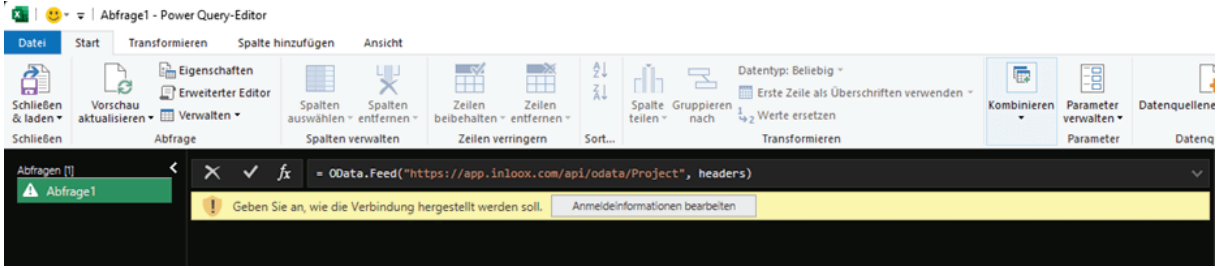 Abfrage1 - Power Query-Editor
Datei Start Transformieren Spalte hinzufügen Ansicht
Schließen & laden
Schließen
Vorschau aktualisieren
Eigenschaften
Erweiterter Editor
Verwalten
Abfrage
Spalten auswählen
Spalten entfernen
Spalten verwalten
Zeilen beibehalten
Zeilen entfernen
Zeilen verringern
Sort...
Spalte teilen
Gruppieren nach
Datentyp: Beliebig
Erste Zeile als Überschriften verwenden
Werte ersetzen
Transformieren
Kombinieren
Parameter verwalten
Parameter
Datenquellene
Datenq
Abfragen [1]
Abfrage1
fx = OData.Feed("https://app.inloox.com/api/odata/Project", headers)
Geben Sie an, wie die Verbindung hergestellt werden soll. Anmeldeinformationen bearbeiten